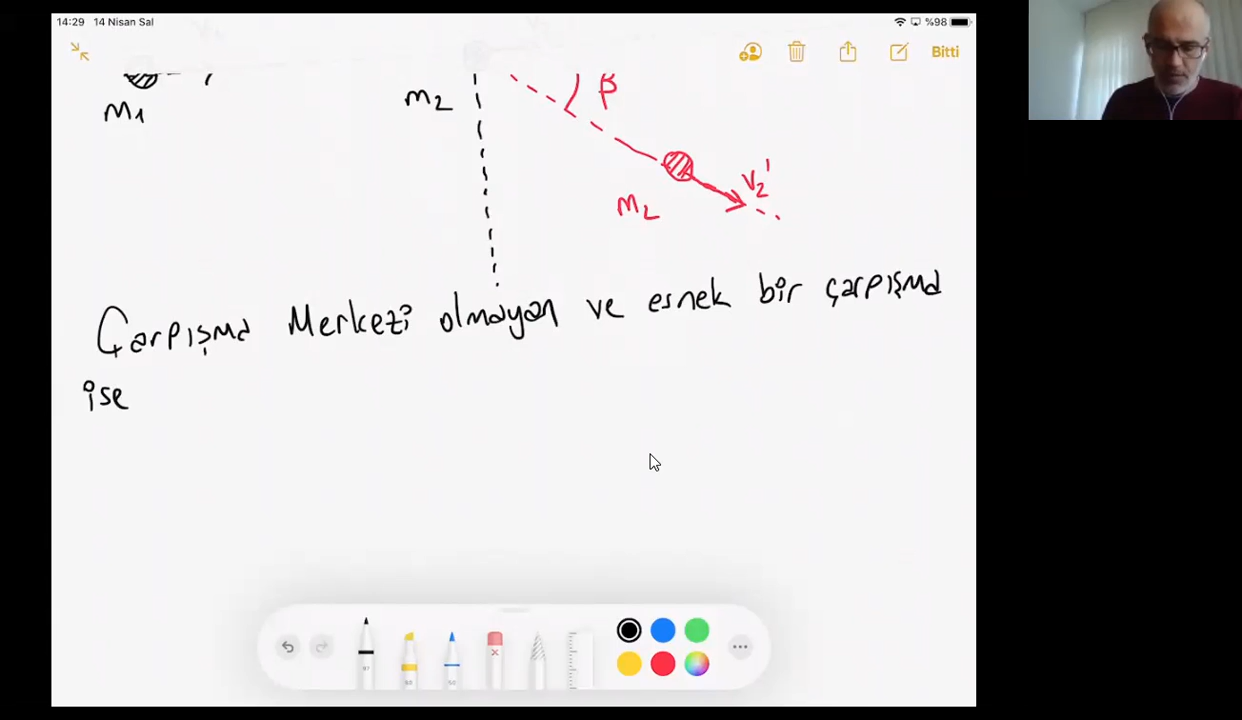 14:29 14 Nisan Sal
%98
Bitti
m1
m2
β
v2'
m2
Çarpışma Merkezi olmayan ve esnek bir çarpışma
ise